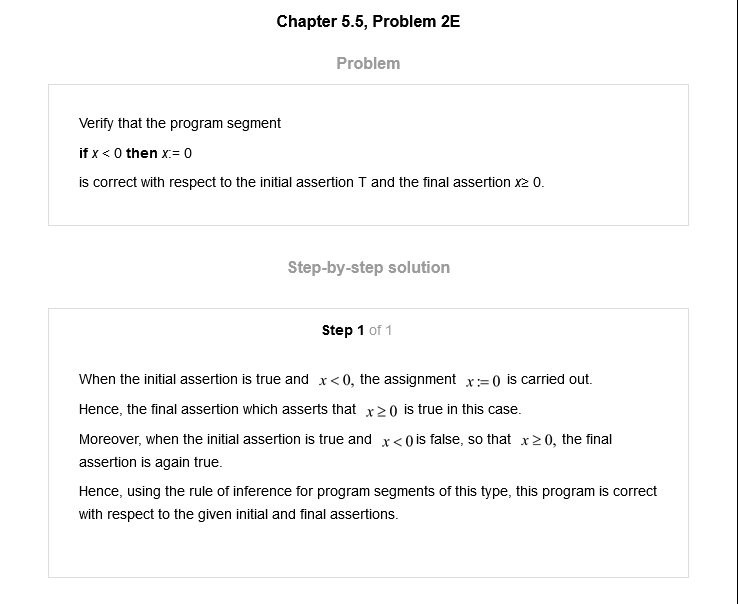 Chapter 5.5, Problem 2E
Problem
Verify that the program segment
if x < 0 then x:= 0
is correct with respect to the initial assertion T and the final assertion x≥ 0.
Step-by-step solution
Step 1 of 1
When the initial assertion is true and x < 0, the assignment x := 0 is carried out.
Hence, the final assertion which asserts that x ≥ 0 is true in this case.
Moreover, when the initial assertion is true and x < 0 is false, so that x ≥ 0, the final
assertion is again true.
Hence, using the rule of inference for program segments of this type, this program is correct
with respect to the given initial and final assertions.